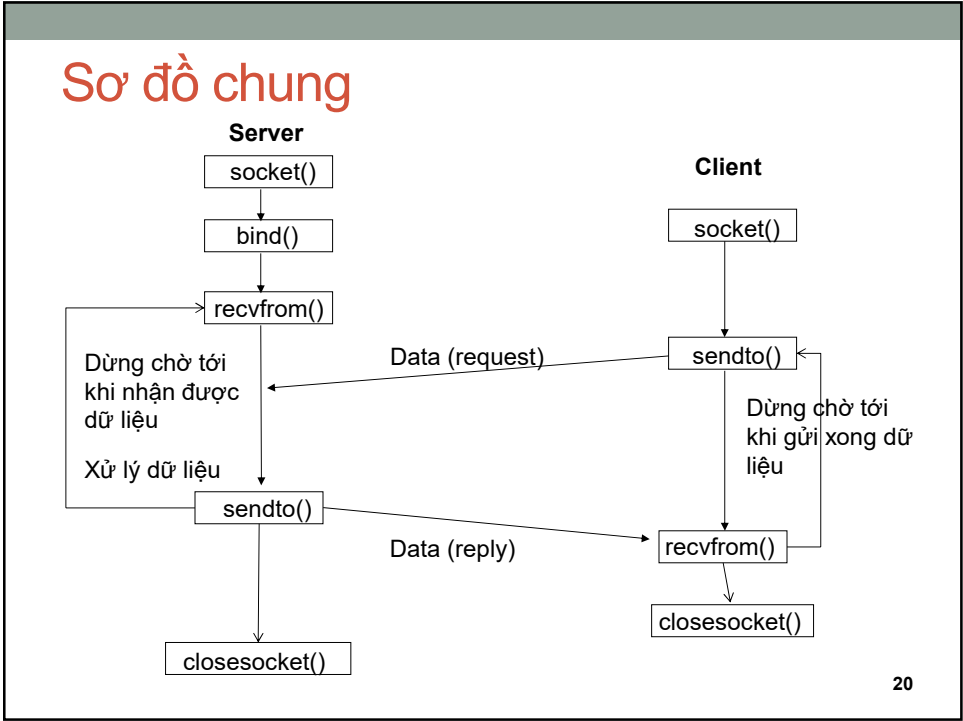 Sơ đồ chung
Server
socket()
bind()
recvfrom()
Dừng chờ tới
khi nhận được
dữ liệu
Xử lý dữ liệu
sendto()
closesocket()
Data (request)
Data (reply)
Client
socket()
sendto()
Dừng chờ tới
khi gửi xong dữ
liệu
recvfrom()
closesocket()
20